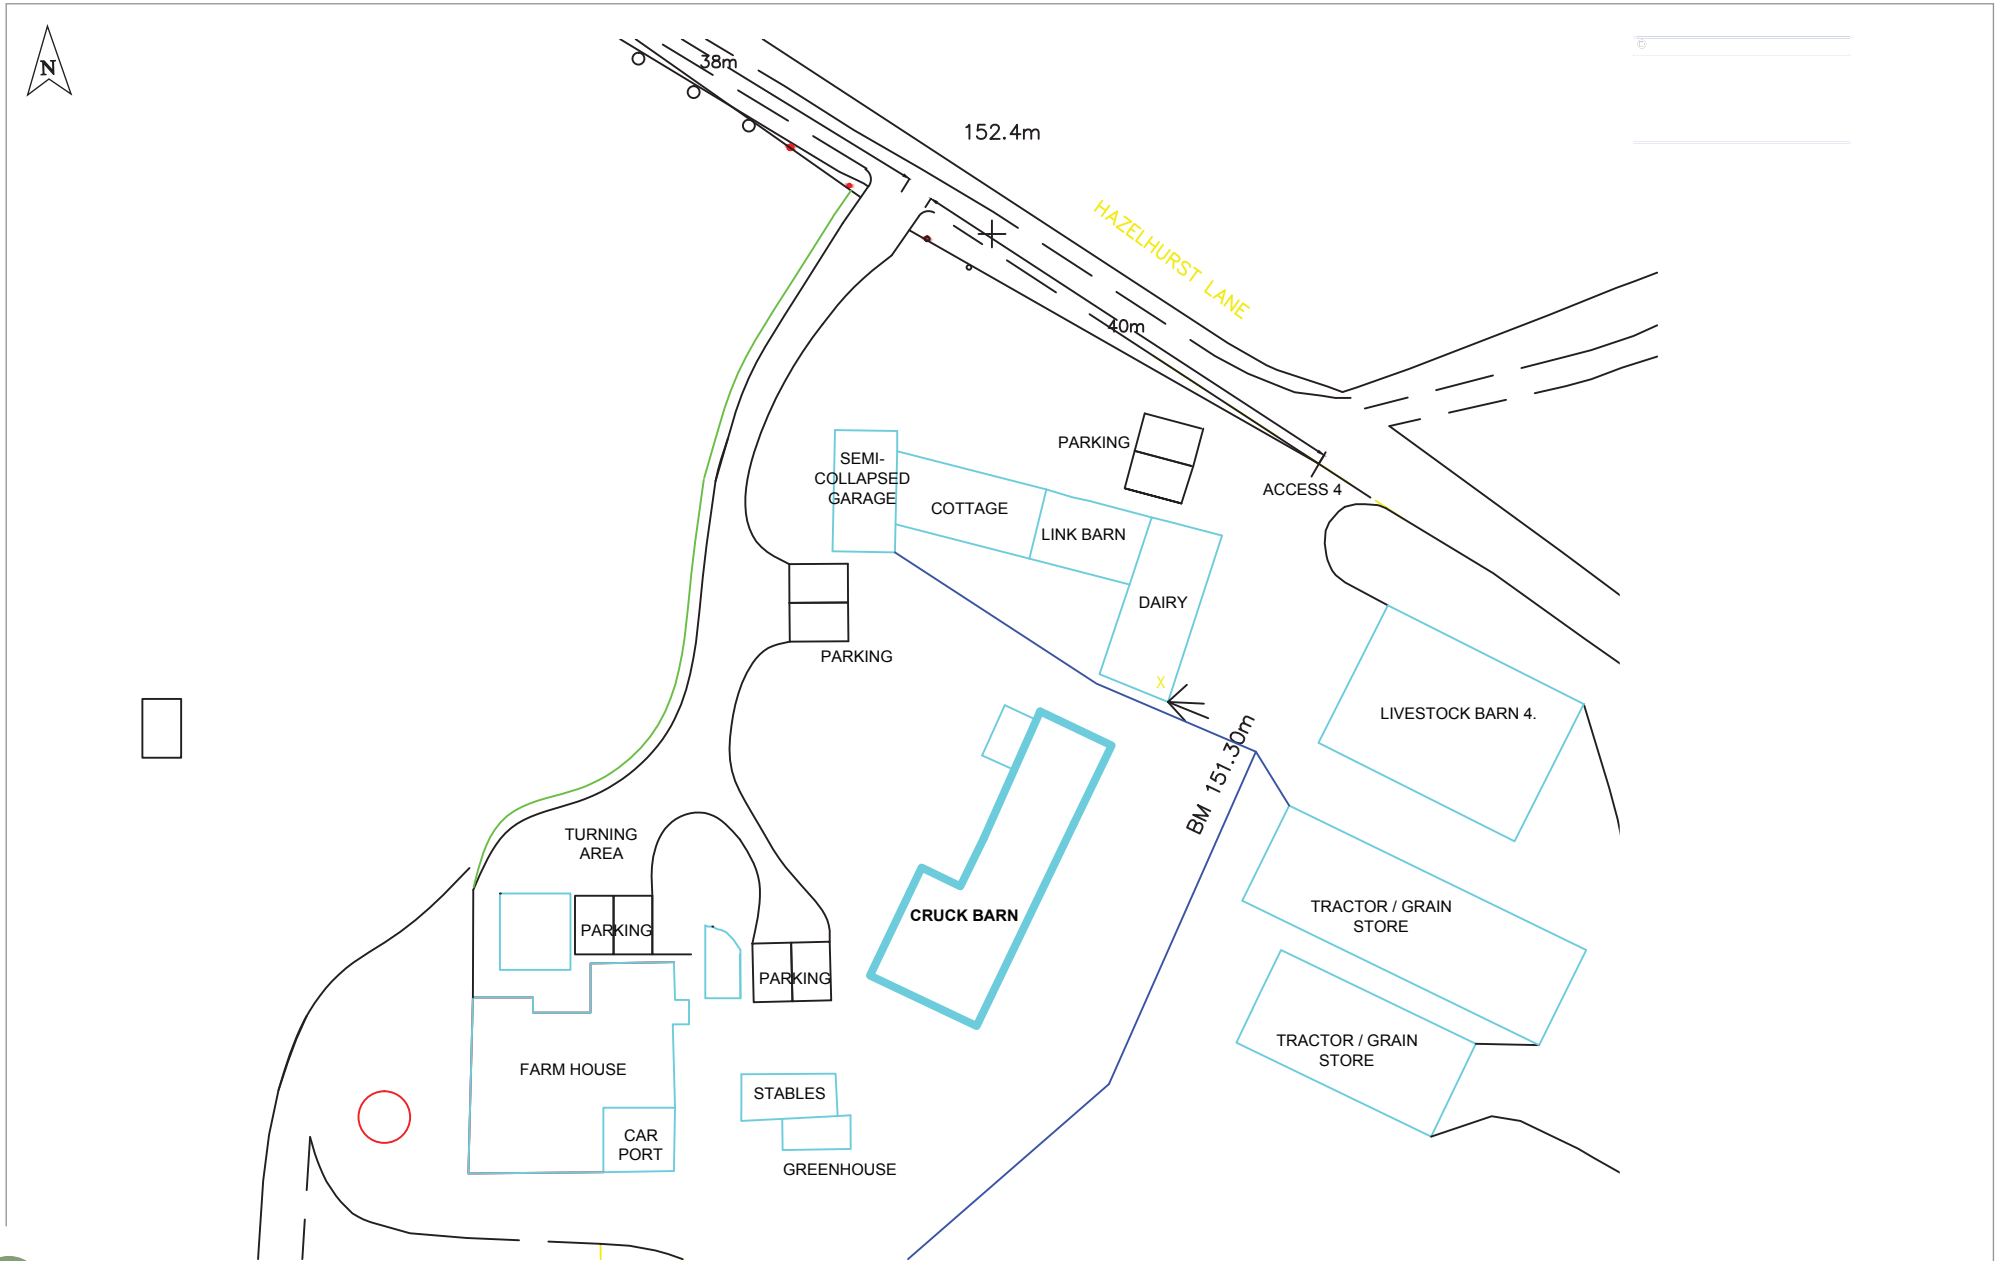 N
38m
©
152.4m
HAZELHURST LANE
40m
PARKING
SEMI-
COLLAPSED
GARAGE
ACCESS 4
COTTAGE
LINK BARN
DAIRY
PARKING
X
LIVESTOCK BARN 4.
BM 151.30m
TURNING
AREA
CRUCK BARN
TRACTOR / GRAIN
STORE
PARKING
PARKING
TRACTOR / GRAIN
STORE
FARM HOUSE
STABLES
CAR
PORT
GREENHOUSE